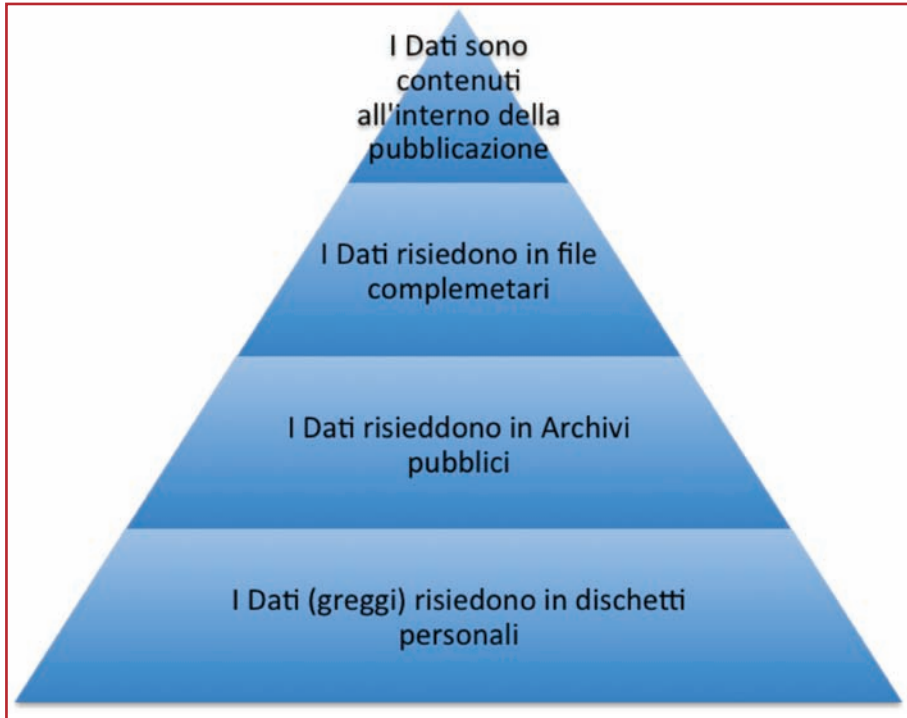 I Dati sono
contenuti
all'interno della
pubblicazione
I Dati risiedono in file
complemetari
I Dati risieddono in Archivi
pubblici
I Dati (greggi) risiedono in dischetti
personali